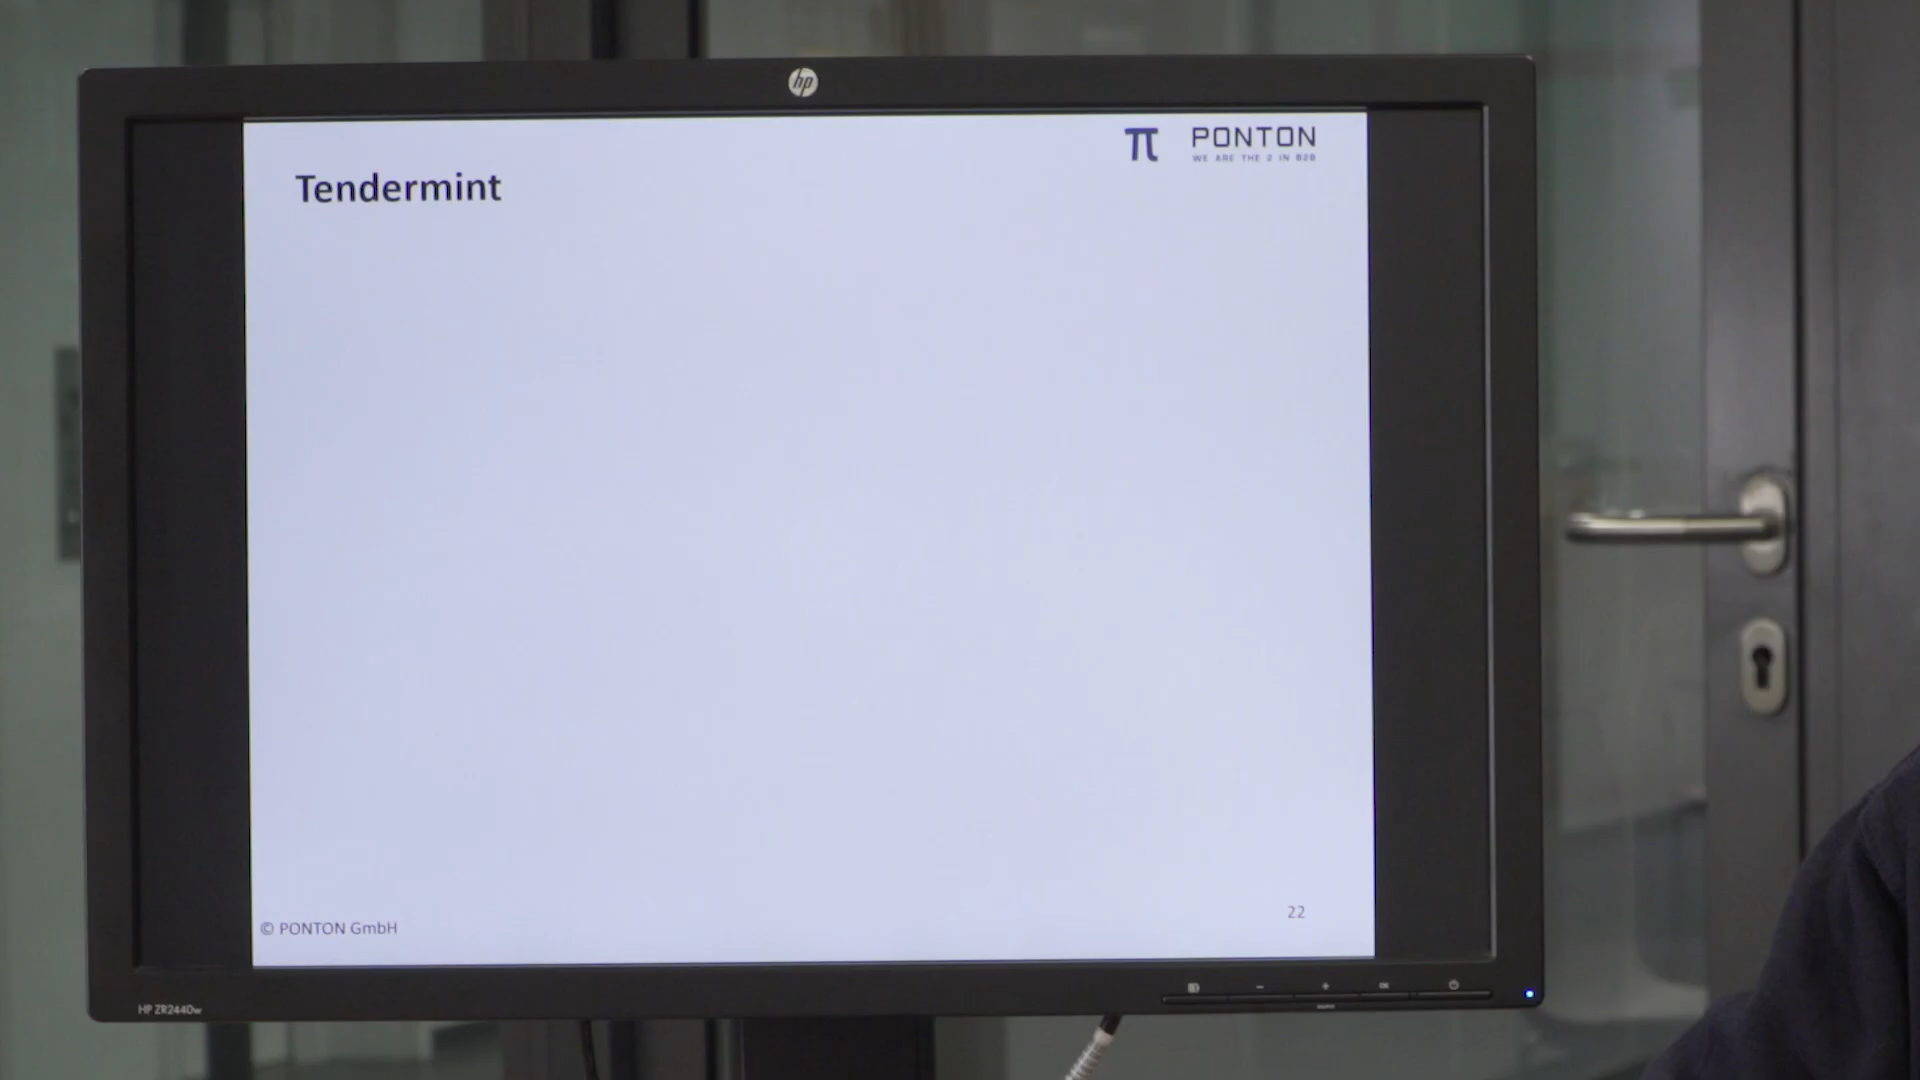 hp
π PONTON
WE ARE THE 2 IN B2B
Tendermint
22
© PONTON GmbH
HP ZR2440w